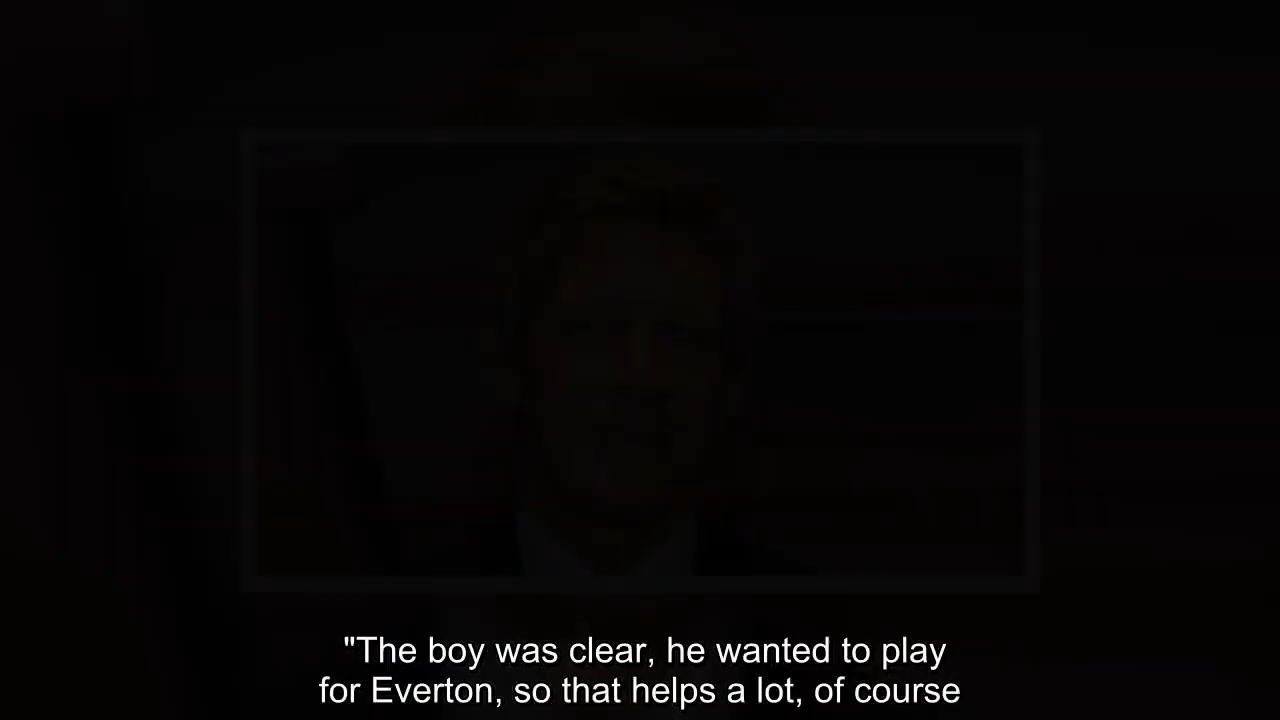 "The boy was clear, he wanted to play
for Everton, so that helps a lot, of course